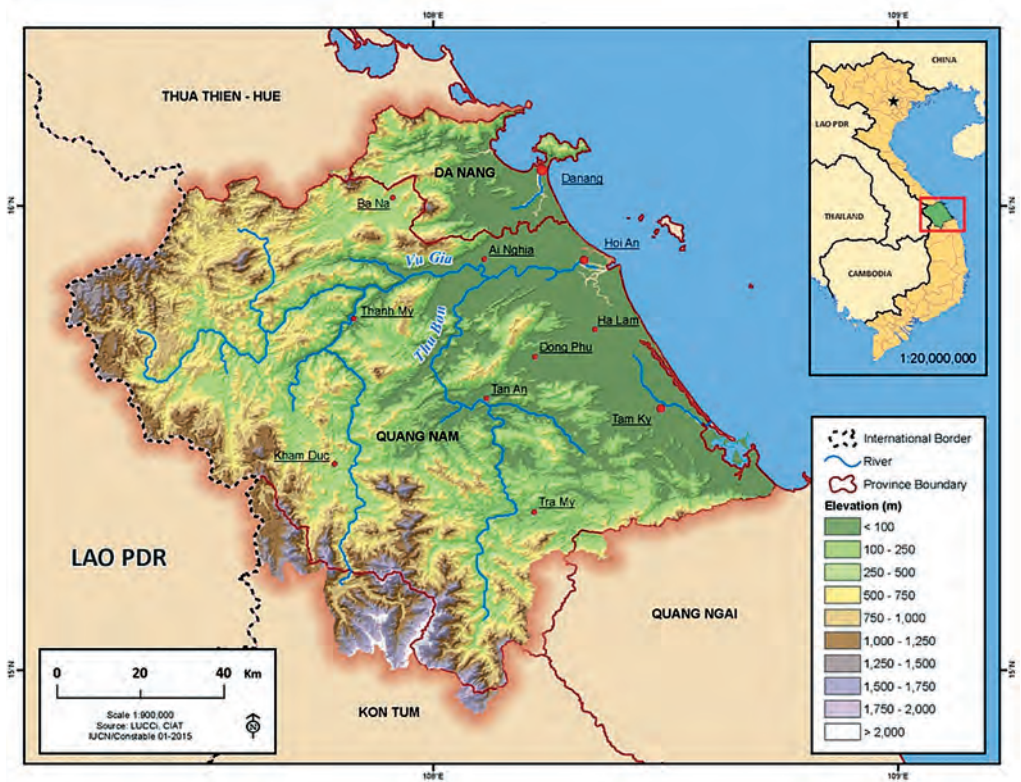 108°E
109°E
THUA THIEN - HUE
CHINA
LAO PDR
THAILAND
CAMBODIA
1:20,000,000
DA NANG
Danang
Ba Na
16°N
16°N
Ai Nghia
Hoi An
Vu Gia
Thanh My
Ha Lam
Thu Bon
Dong Phu
Tan An
Tam Ky
QUANG NAM
Kham Duc
Tra My
LAO PDR
QUANG NGAI
KON TUM
International Border
River
Province Boundary
Elevation (m)
< 100
100 - 250
250 - 500
500 - 750
750 - 1,000
1,000 - 1,250
1,250 - 1,500
1,500 - 1,750
1,750 - 2,000
> 2,000
0 20 40 Km
Scale 1:900,000
Source: LUCCi, CIAT
IUCN/Constable 01-2015
N
15°N
15°N
108°E
109°E